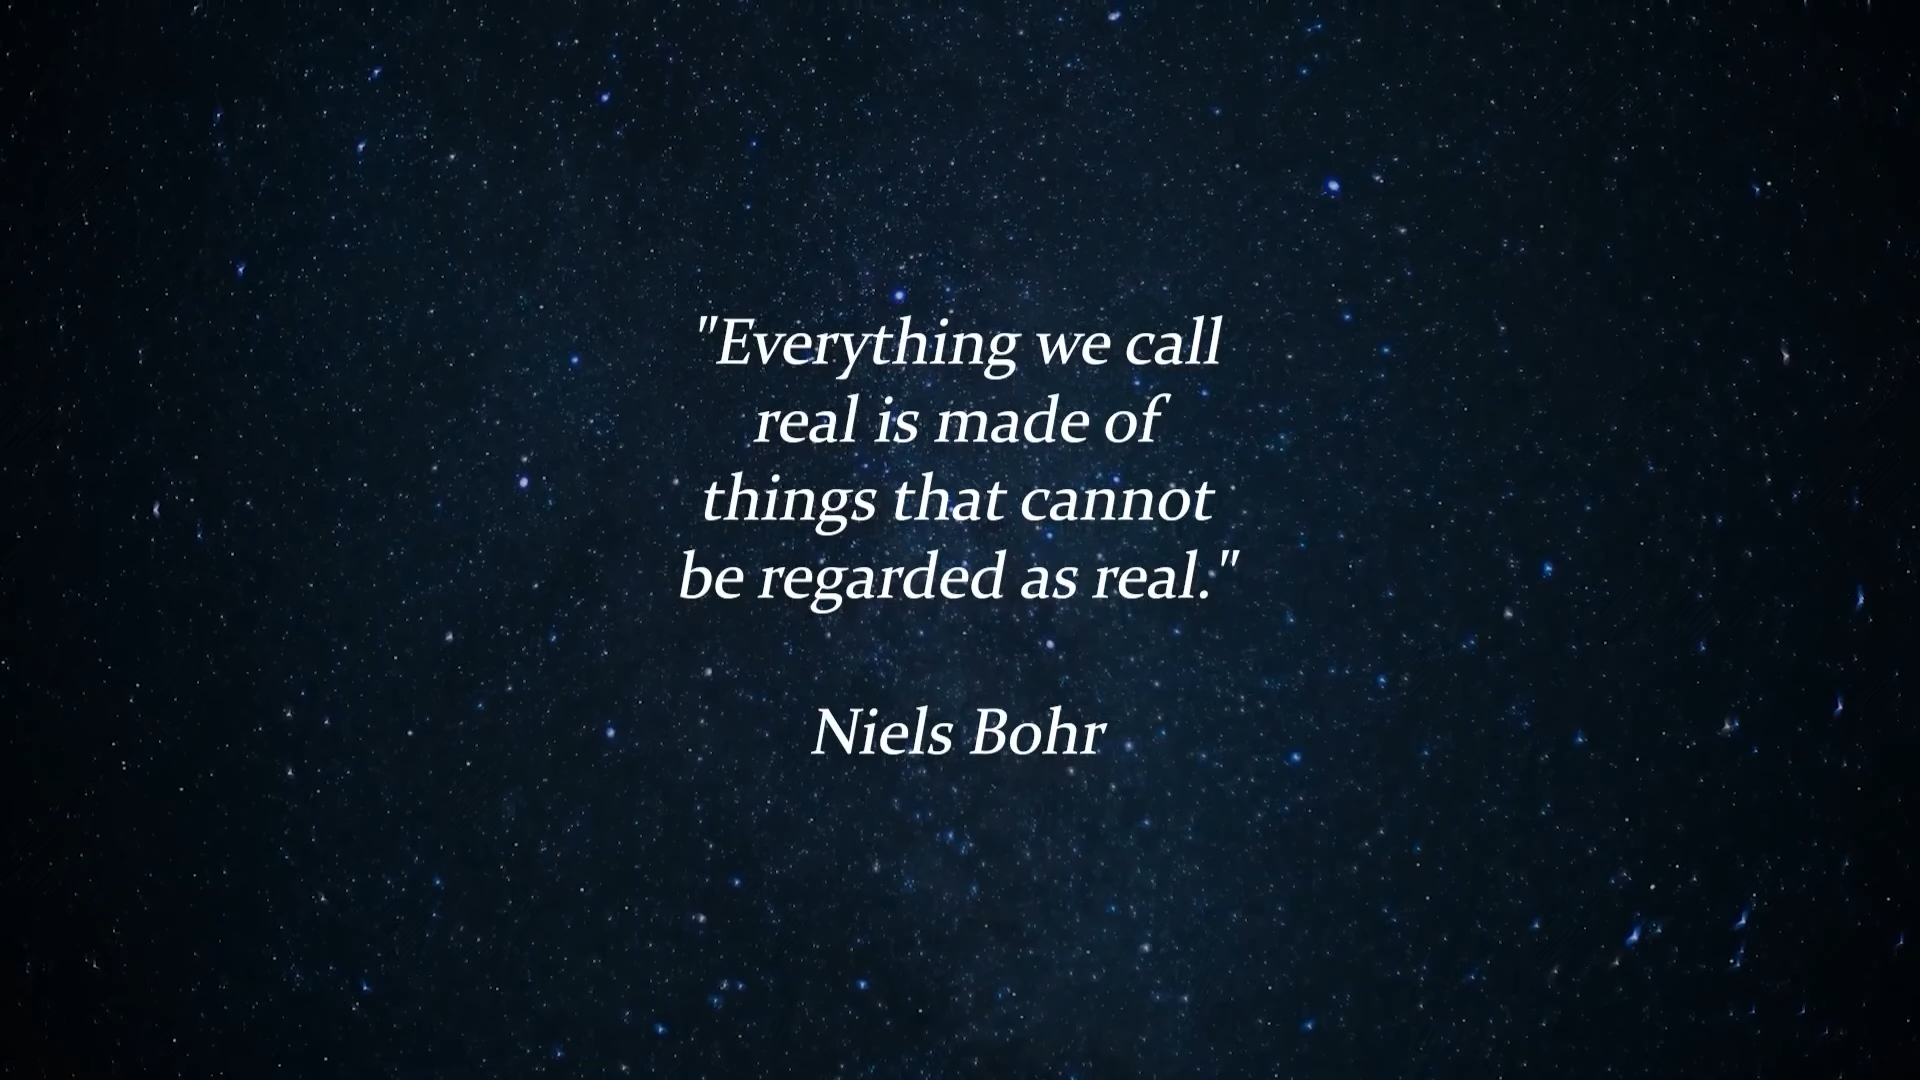 "Everything we call
real is made of
things that cannot
be regarded as real."
Niels Bohr